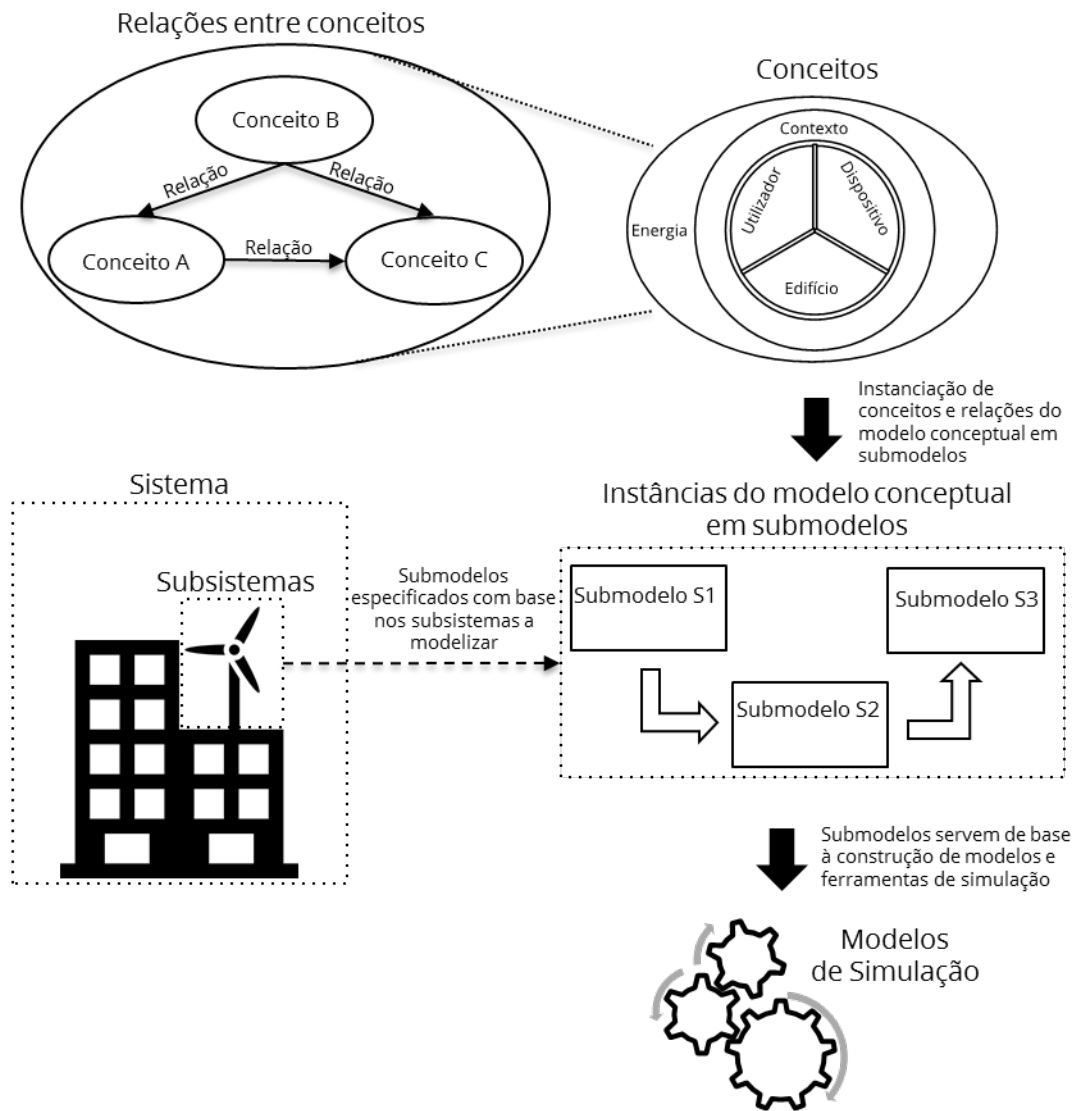 Relações entre conceitos
Conceito B
Relação
Relação
Conceito A
Relação
Conceito C
Conceitos
Contexto
Utilizador
Dispositivo
Energia
Edifício
Instanciação de
conceitos e relações do
modelo conceptual em
submodelos
Sistema
Subsistemas
Submodelos
especificados com base
nos subsistemas a
modelizar
Instâncias do modelo conceptual
em submodelos
Submodelo S1
Submodelo S2
Submodelo S3
Submodelos servem de base
à construção de modelos e
ferramentas de simulação
Modelos
de Simulação